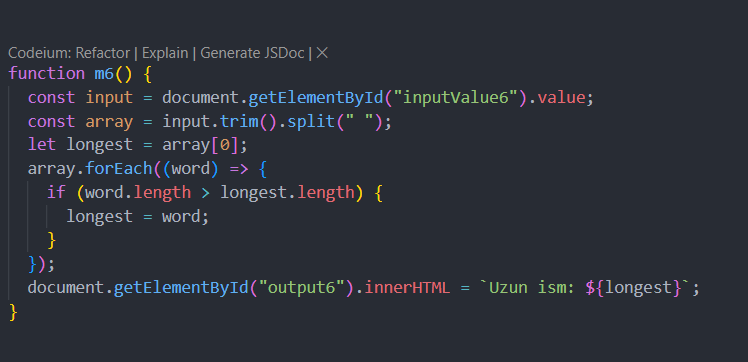 Codeium: Refactor | Explain | Generate JSDoc | ×
function m6() {
  const input = document.getElementById("inputValue6").value;
  const array = input.trim().split(" ");
  let longest = array[0];
  array.forEach((word) => {
    if (word.length > longest.length) {
      longest = word;
    }
  });
  document.getElementById("output6").innerHTML = `Uzun ism: ${longest}`;
}